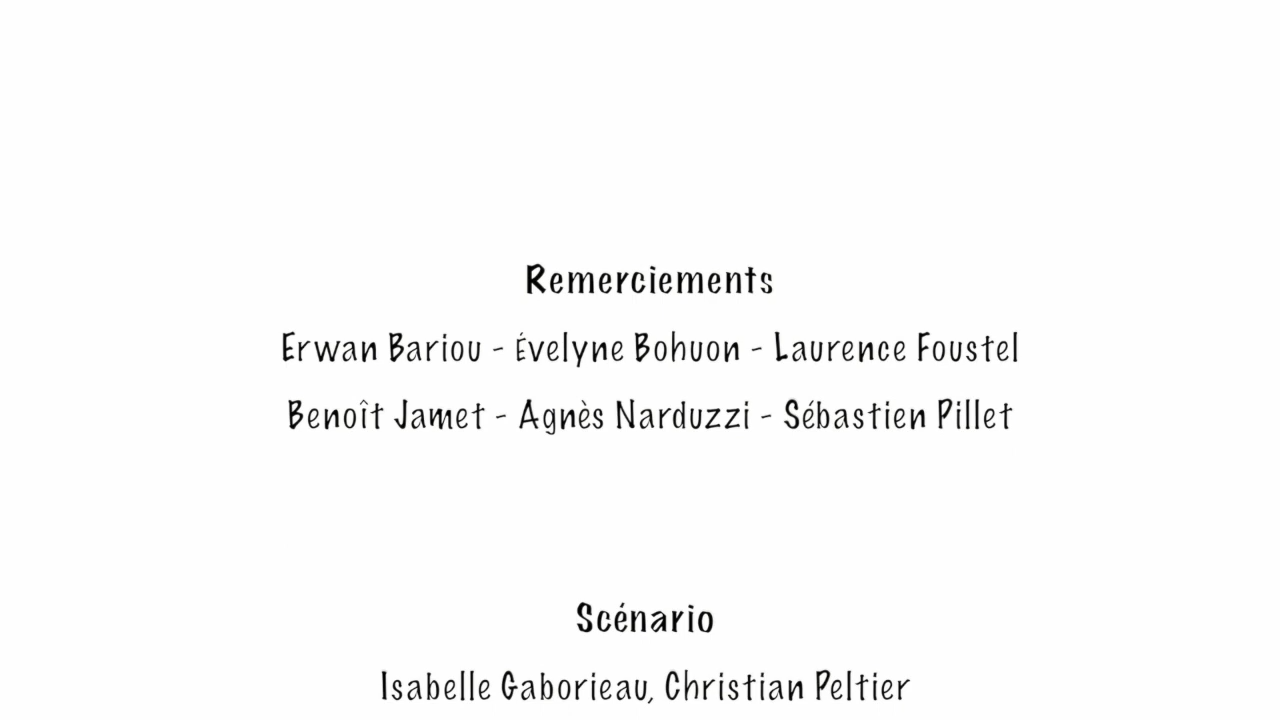 Remerciements
Erwan Bariou - Évelyne Bohuon - Laurence Foustel
Benoît Jamet - Agnès Narduzzi - Sébastien Pillet
Scénario
Isabelle Gaborieau, Christian Peltier